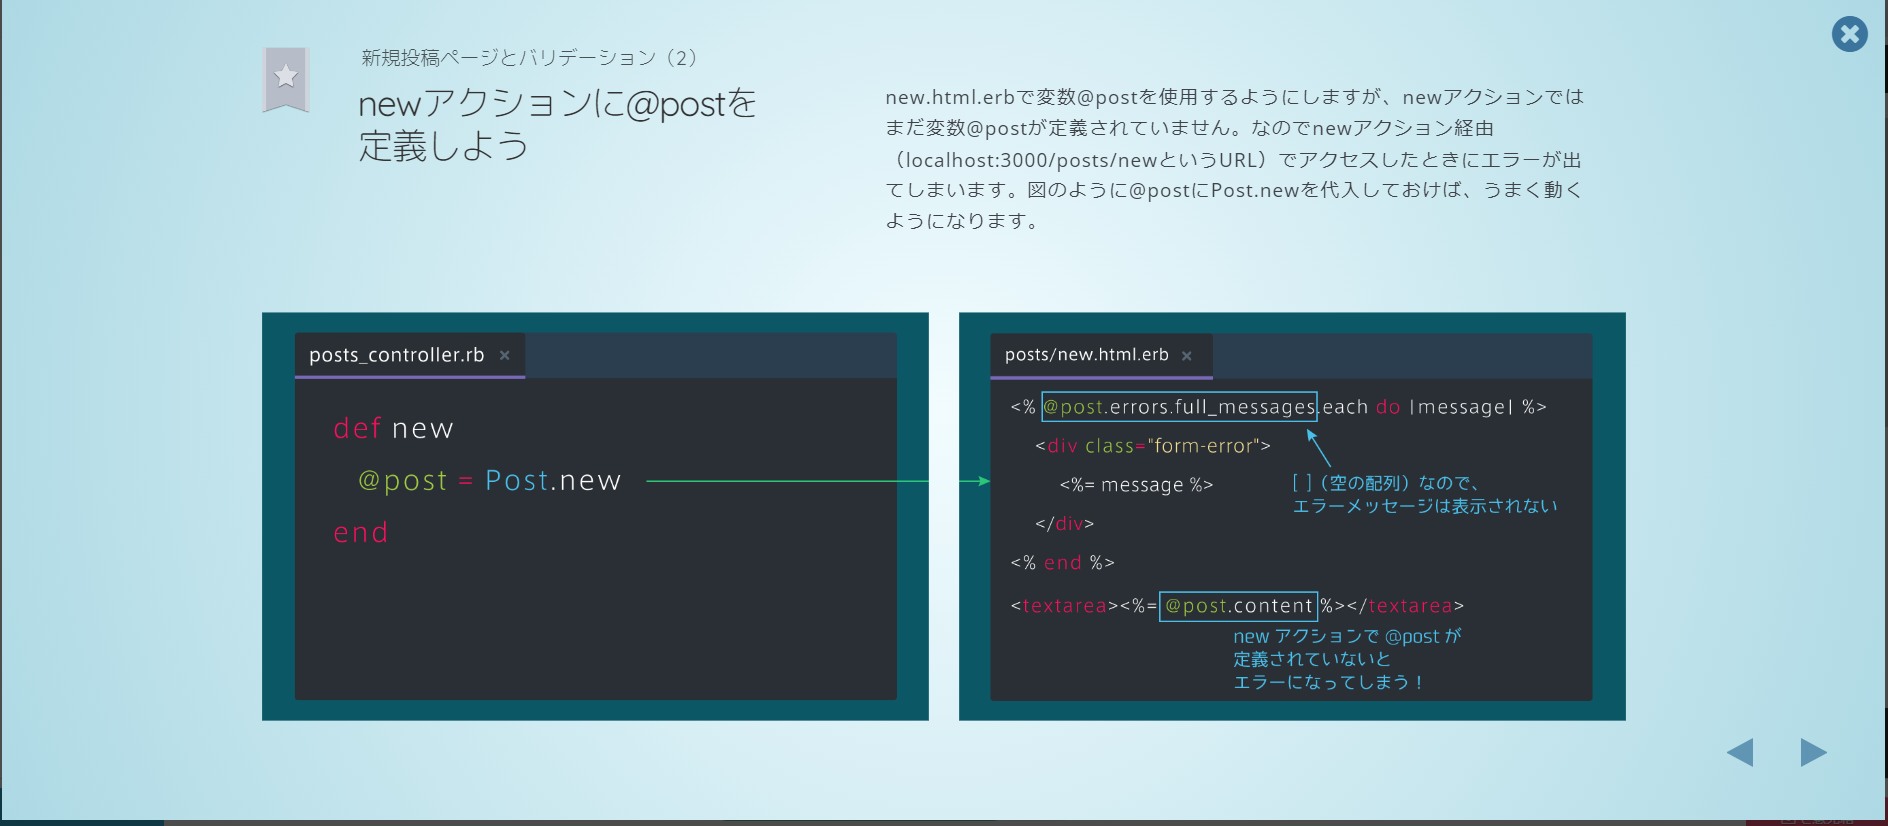 新規投稿ページとバリデーション（2）
newアクションに@postを
定義しよう
new.html.erbで変数@postを使用するようにしますが、newアクションでは
まだ変数@postが定義されていません。なのでnewアクション経由
（localhost:3000/posts/newというURL）でアクセスしたときにエラーが出
てしまいます。図のように@postにPost.newを代入しておけば、うまく動く
ようになります。
posts_controller.rb ×
def new
@post = Post.new
end
posts/new.html.erb ×
<% @post.errors.full_messages.each do |message| %>
<div class="form-error">
<%= message %>
[ ]（空の配列）なので、
エラーメッセージは表示されない
</div>
<% end %>
<textarea><%= @post.content %></textarea>
new アクションで @post が
定義されていないと
エラーになってしまう！